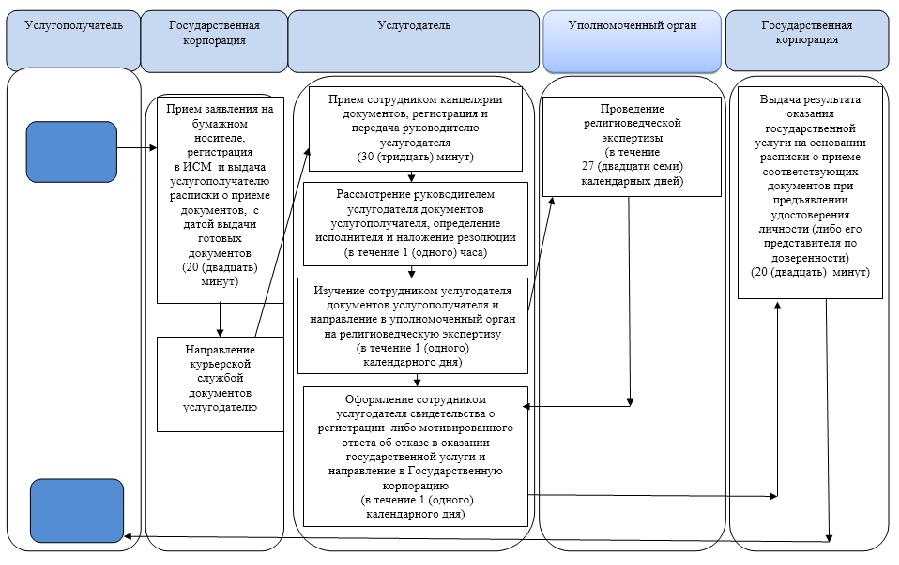 Услугополучатель
Государственная
корпорация
Услугодатель
Уполномоченный орган
Государственная
корпорация
Прием заявления на
бумажном
носителе,
регистрация
в ИСМ и выдача
услугополучателю
расписки о приеме
документов, с
датой выдачи
готовых
документов
(20 (двадцать)
минут)
Направление
курьерской
службой
документов
услугодателю
Прием сотрудником канцелярии
документов, регистрация и
передача руководителю
услугодателя
(30 (тридцать) минут)
Рассмотрение руководителем
услугодателя документов
услугополучателя, определение
исполнителя и наложение резолюции
(в течение 1 (одного) часа)
Изучение сотрудником услугодателя
документов услугополучателя и
направление в уполномоченный орган
на религиоведческую экспертизу
(в течение 1 (одного)
календарного дня)
Оформление сотрудником
услугодателя свидетельства о
регистрации либо мотивированного
ответа об отказе в оказании
государственной услуги и
направление в Государственную
корпорацию
(в течение 1 (одного)
календарного дня)
Проведение
религиоведческой
экспертизы
(в течение
27 (двадцати семи)
календарных дней)
Выдача результата
оказания
государственной
услуги на основании
расписки о приеме
соответствующих
документов при
предъявлении
удостоверения
личности (либо его
представителя по
доверенности)
(20 (двадцать) минут)